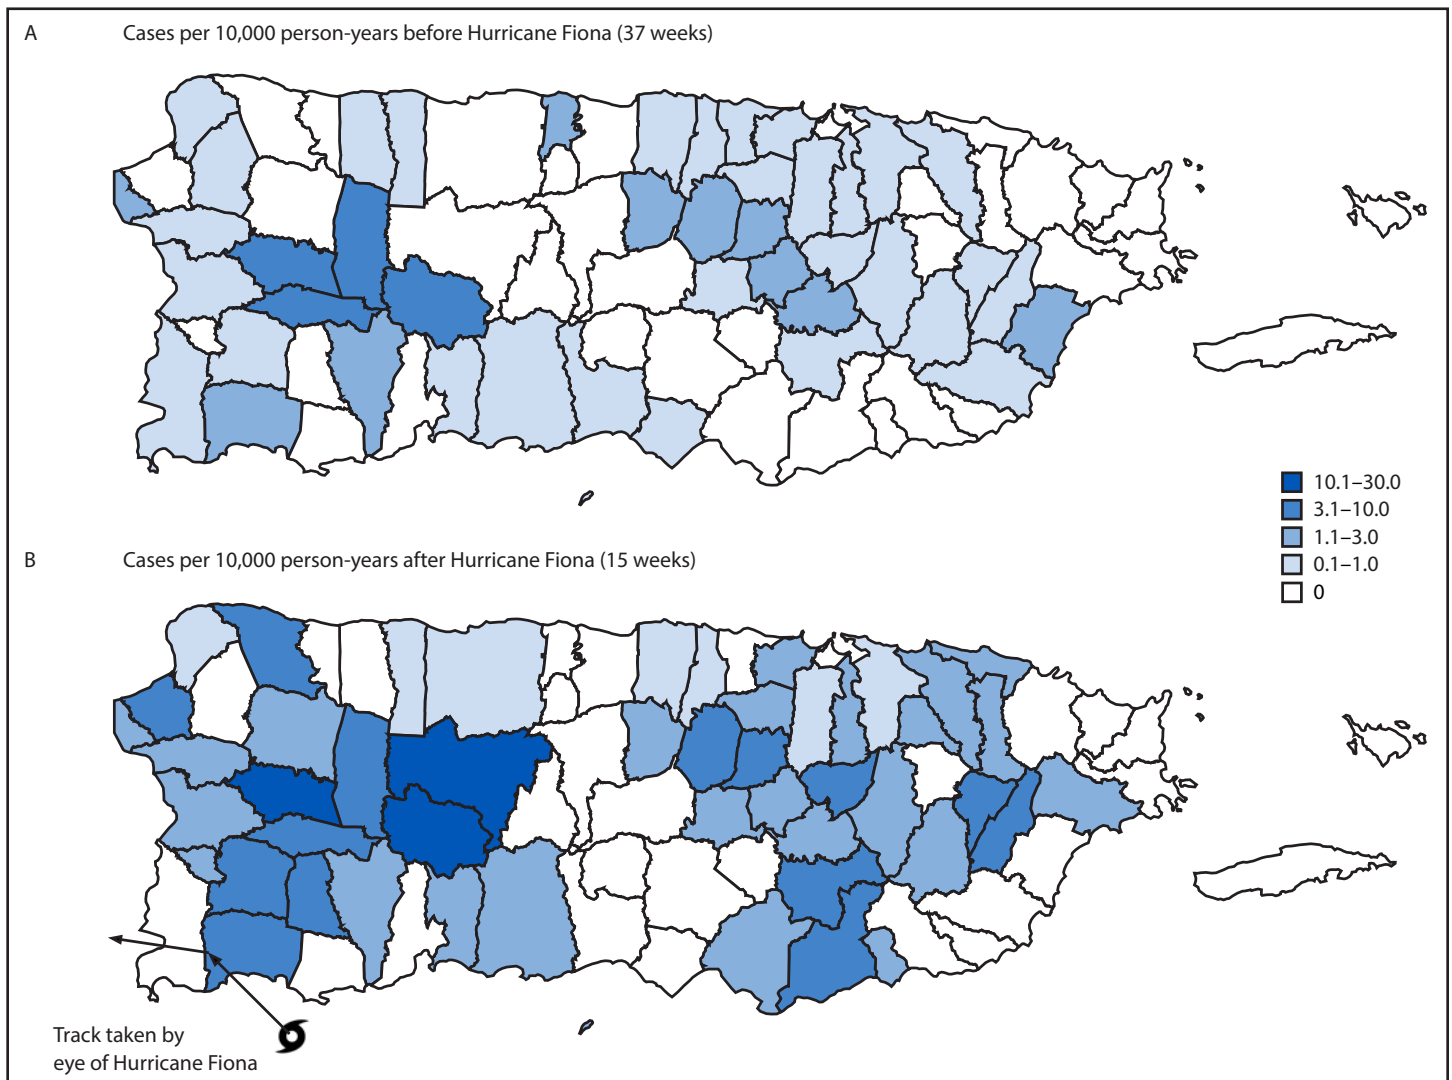 A Cases per 10,000 person-years before Hurricane Fiona (37 weeks)
10.1–30.0
3.1–10.0
1.1–3.0
0.1–1.0
0
B Cases per 10,000 person-years after Hurricane Fiona (15 weeks)
Track taken by
eye of Hurricane Fiona